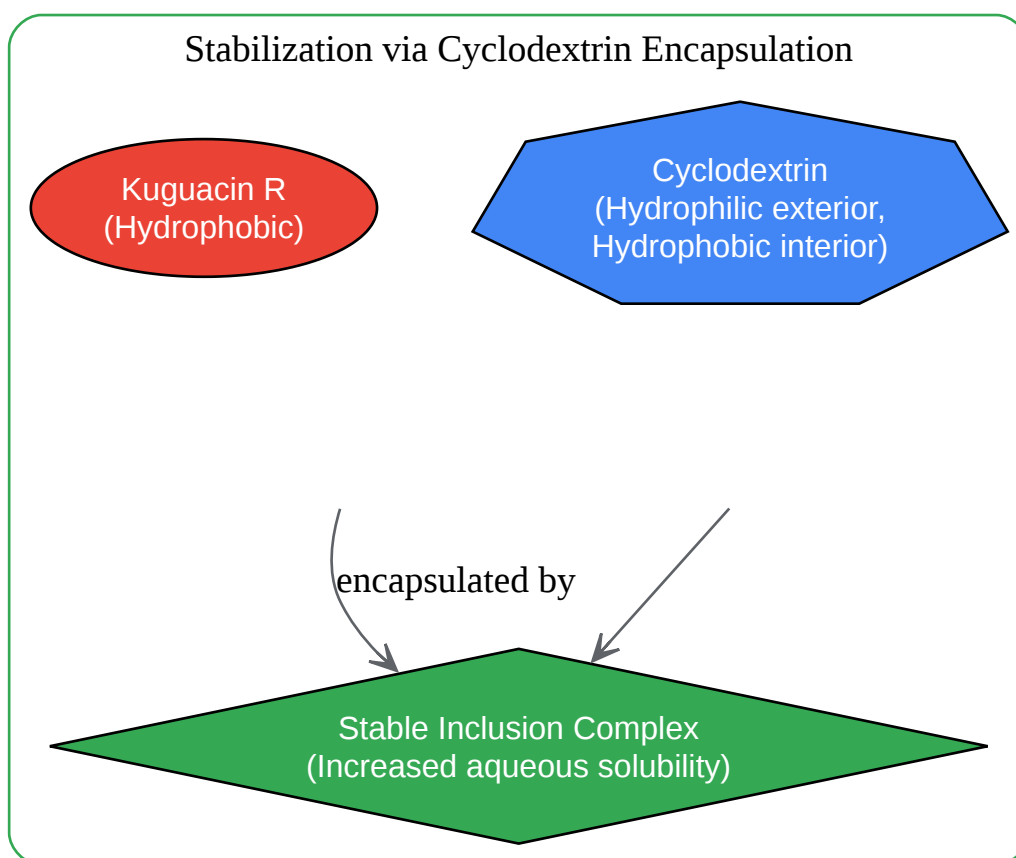 Stabilization via Cyclodextrin Encapsulation
Kuguacin R
(Hydrophobic)
Cyclodextrin
(Hydrophilic exterior,
Hydrophobic interior)
encapsulated by
Stable Inclusion Complex
(Increased aqueous solubility)